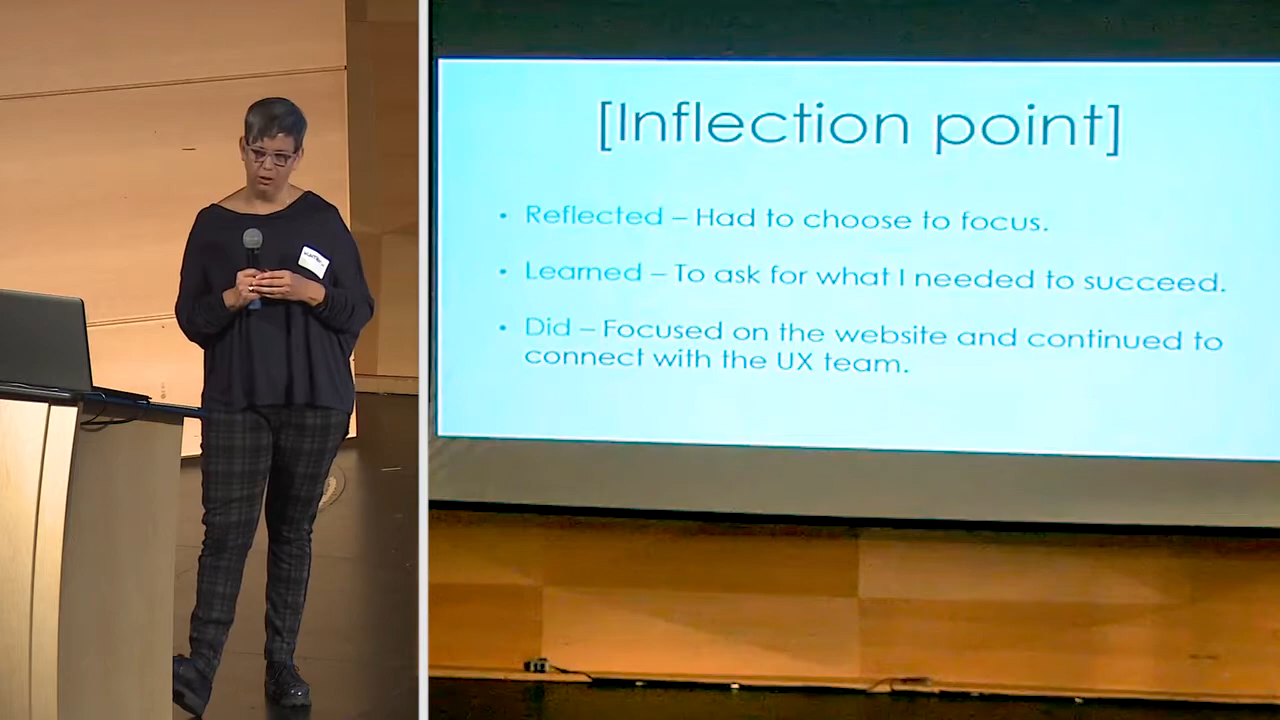 [Inflection point]
• Reflected – Had to choose to focus.
• Learned – To ask for what I needed to succeed.
• Did – Focused on the website and continued to
connect with the UX team.